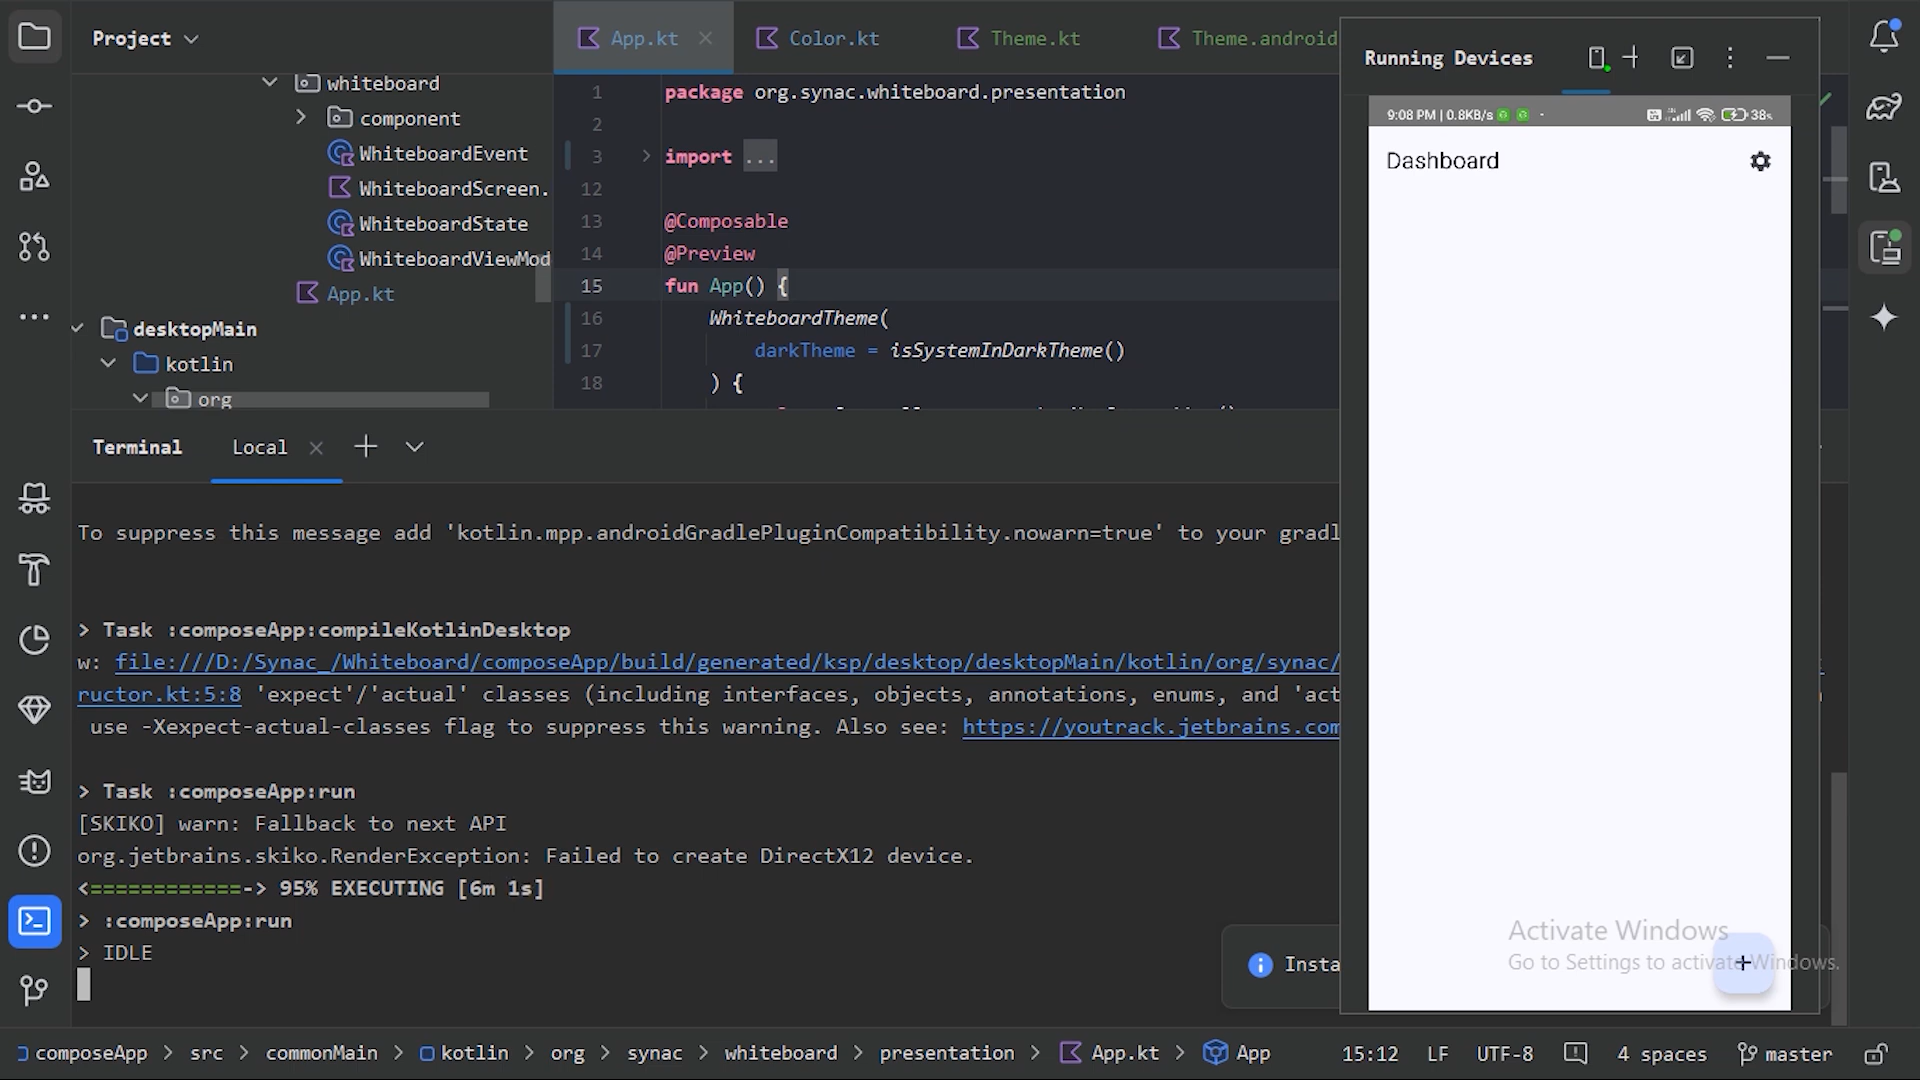 Project
App.kt
Color.kt
Theme.kt
Theme.android
whiteboard
component
WhiteboardEvent
WhiteboardScreen.
WhiteboardState
WhiteboardViewMod
App.kt
desktopMain
kotlin
org
1 package org.synac.whiteboard.presentation
2
3 import ...
12
13 @Composable
14 @Preview
15 fun App() {
16 WhiteboardTheme(
17 darkTheme = isSystemInDarkTheme()
18 ) {
Running Devices
9:08 PM | 0.8KB/s
38%
Dashboard
+
Terminal
Local
To suppress this message add 'kotlin.mpp.androidGradlePluginCompatibility.nowarn=true' to your gradl
> Task :composeApp:compileKotlinDesktop
w: file:///D:/Synac_/Whiteboard/composeApp/build/generated/ksp/desktop/desktopMain/kotlin/org/synac/
ructor.kt:5:8 'expect'/'actual' classes (including interfaces, objects, annotations, enums, and 'act
use -Xexpect-actual-classes flag to suppress this warning. Also see: https://youtrack.jetbrains.com
> Task :composeApp:run
[SKIKO] warn: Fallback to next API
org.jetbrains.skiko.RenderException: Failed to create DirectX12 device.
<============-> 95% EXECUTING [6m 1s]
> :composeApp:run
> IDLE
Insta
Activate Windows
Go to Settings to activate Windows.
composeApp > src > commonMain > kotlin > org > synac > whiteboard > presentation > App.kt > App
15:12 LF UTF-8 4 spaces master